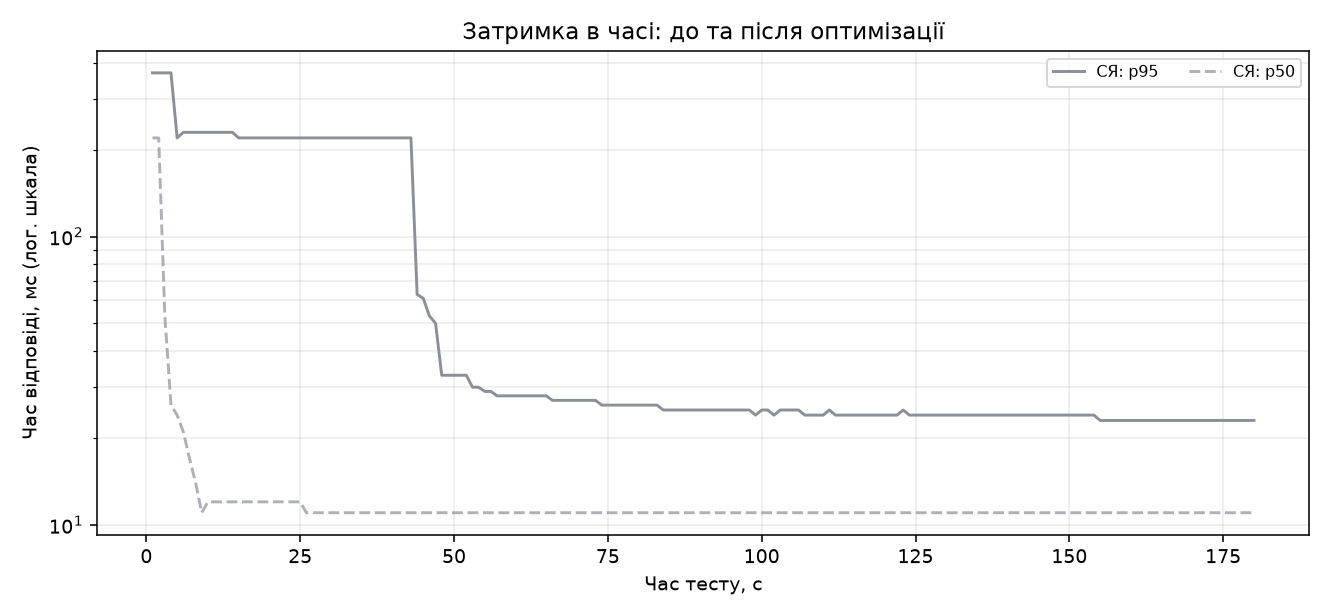 Затримка в часі: до та після оптимізації
СЯ: p95 СЯ: p50
Час відповіді, мс (лог. шкала)
10²
10¹
0 25 50 75 100 125 150 175
Час тесту, с